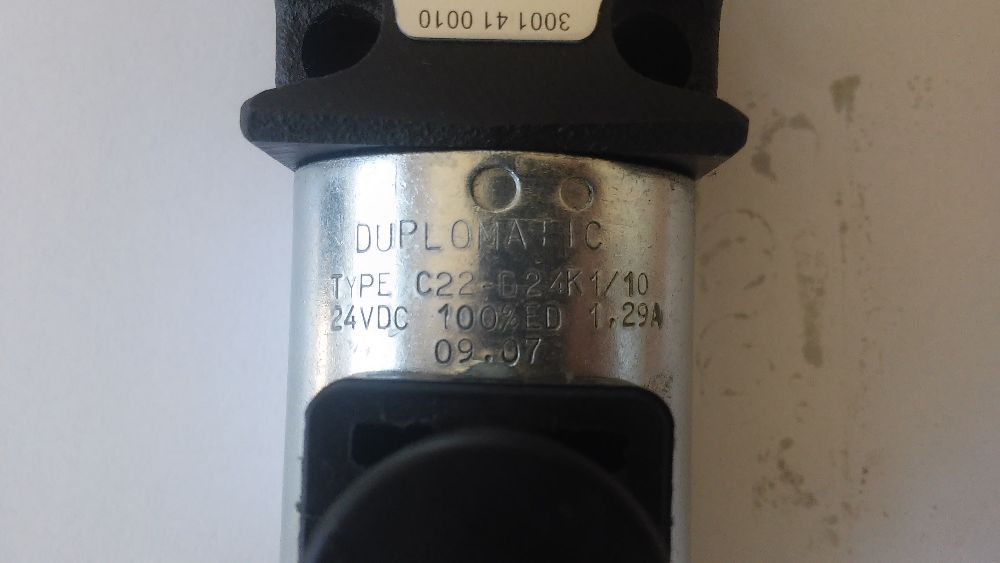 3001 41 0010
DUPLOMATIC
TYPE C22-D24K1/10
24VDC 100%ED 1.29A
09.07